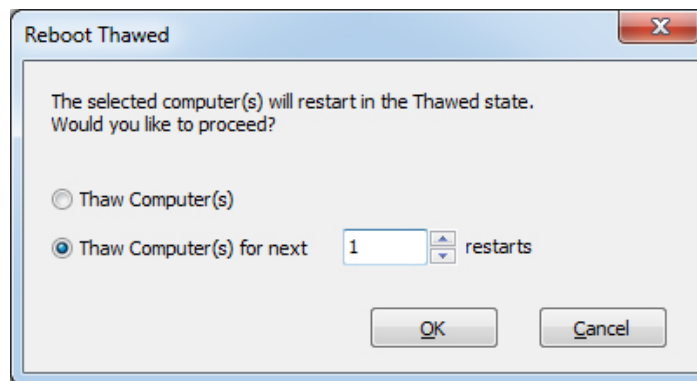 Reboot Thawed
The selected computer(s) will restart in the Thawed state.
Would you like to proceed?
Thaw Computer(s)
Thaw Computer(s) for next 1 restarts
OK Cancel